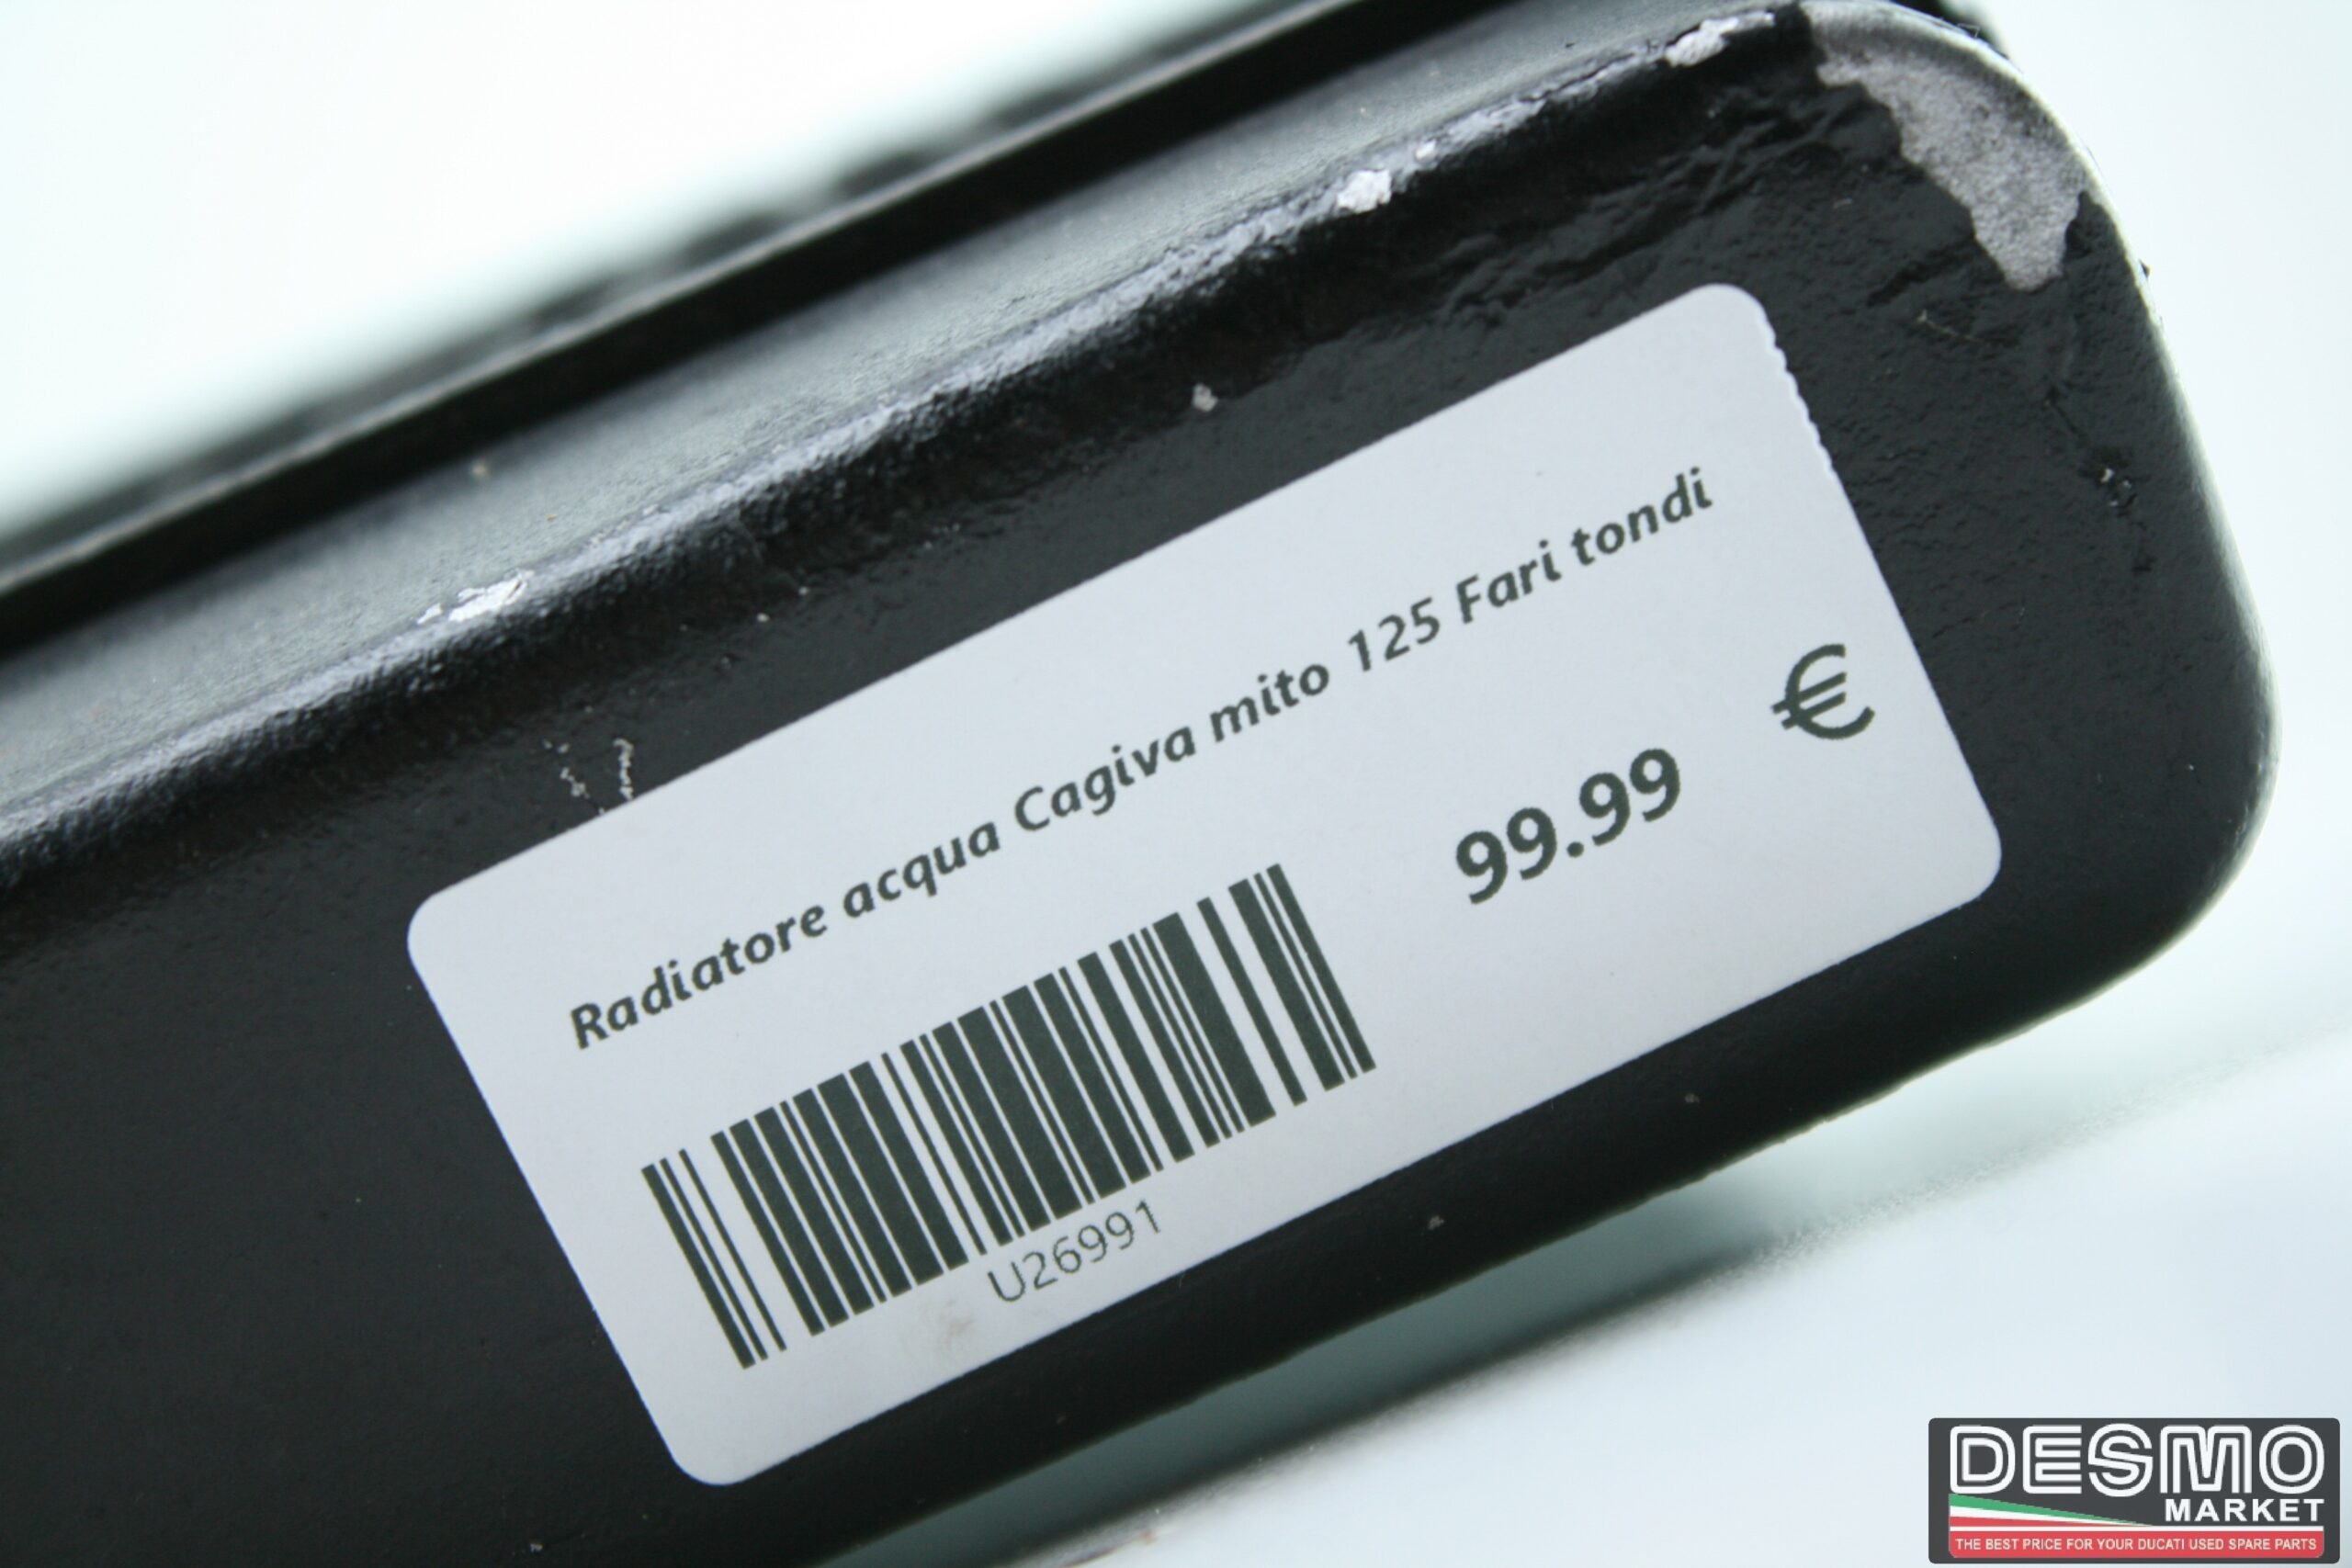 Radiatore acqua Cagiva mito 125 Fari tondi
99.99 €
U26991
DESMO
MARKET
THE BEST PRICE FOR YOUR DUCATI USED SPARE PARTS